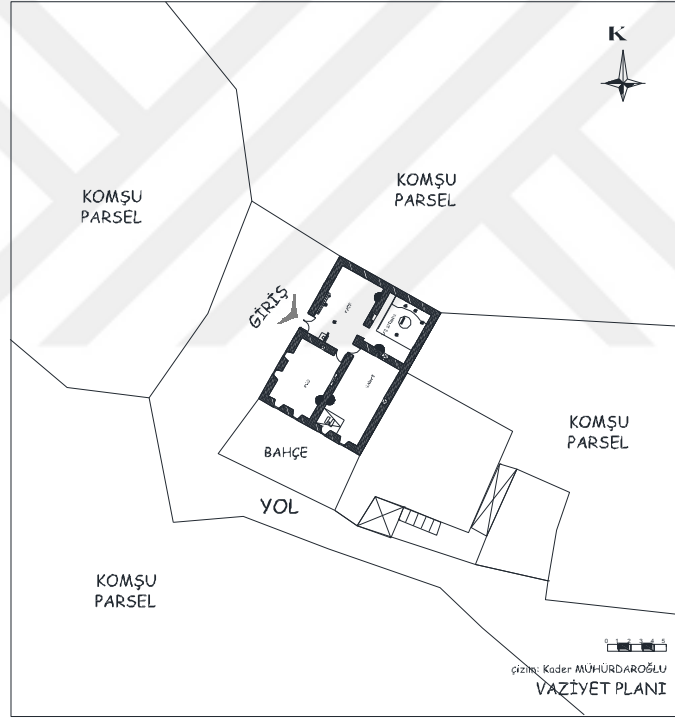 K
KOMŞU
PARSEL
KOMŞU
PARSEL
GİRİŞ
KOMŞU
PARSEL
BAHÇE
YOL
KOMŞU
PARSEL
0 1 2 3 4 5
çizim: Kader MÜHÜRDAROĞLU
VAZİYET PLANI